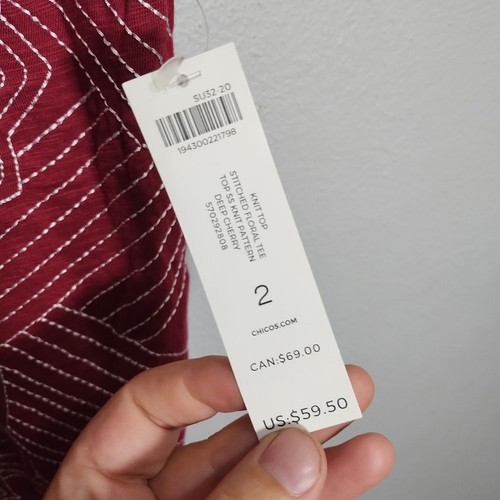 SU32-20
194300221798
KNIT TOP
STITCHED FLORAL TEE
TOP SS KNIT PATTERN
DEEP CHERRY
570292808
2
CHICOS.COM
CAN:$69.00
US:$59.50